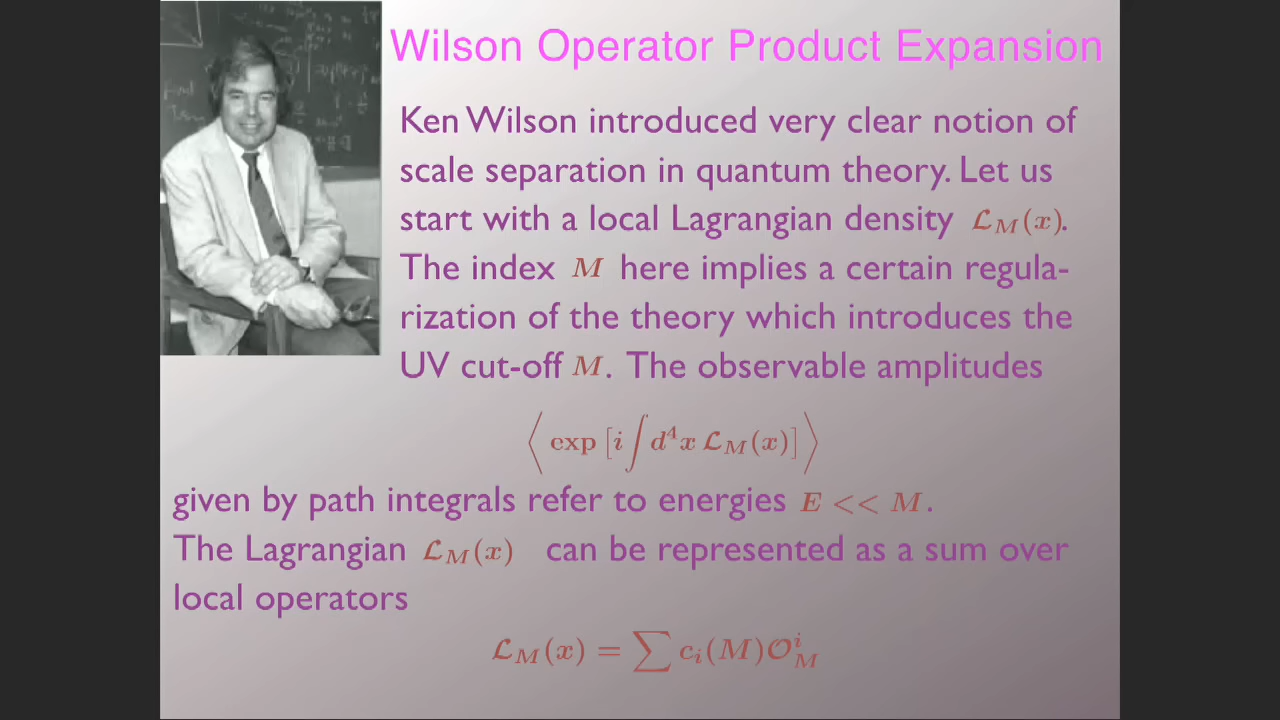 Wilson Operator Product Expansion
Ken Wilson introduced very clear notion of
scale separation in quantum theory. Let us
start with a local Lagrangian density ℒ_M(x).
The index M here implies a certain regula-
rization of the theory which introduces the
UV cut-off M. The observable amplitudes
⟨ exp [i ∫ d⁴x ℒ_M(x)] ⟩
given by path integrals refer to energies E << M.
The Lagrangian ℒ_M(x) can be represented as a sum over
local operators
ℒ_M(x) = ∑ c_i(M)𝒪^i_M